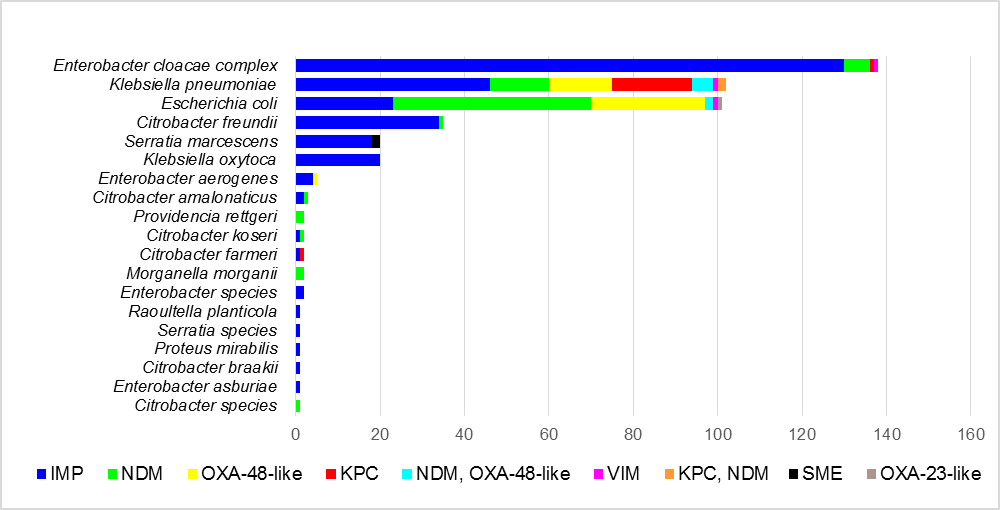 Enterobacter cloacae complex
Klebsiella pneumoniae
Escherichia coli
Citrobacter freundii
Serratia marcescens
Klebsiella oxytoca
Enterobacter aerogenes
Citrobacter amalonaticus
Providencia rettgeri
Citrobacter koseri
Citrobacter farmeri
Morganella morganii
Enterobacter species
Raoultella planticola
Serratia species
Proteus mirabilis
Citrobacter braakii
Enterobacter asburiae
Citrobacter species
0 20 40 60 80 100 120 140 160
IMP NDM OXA-48-like KPC NDM, OXA-48-like VIM KPC, NDM SME OXA-23-like